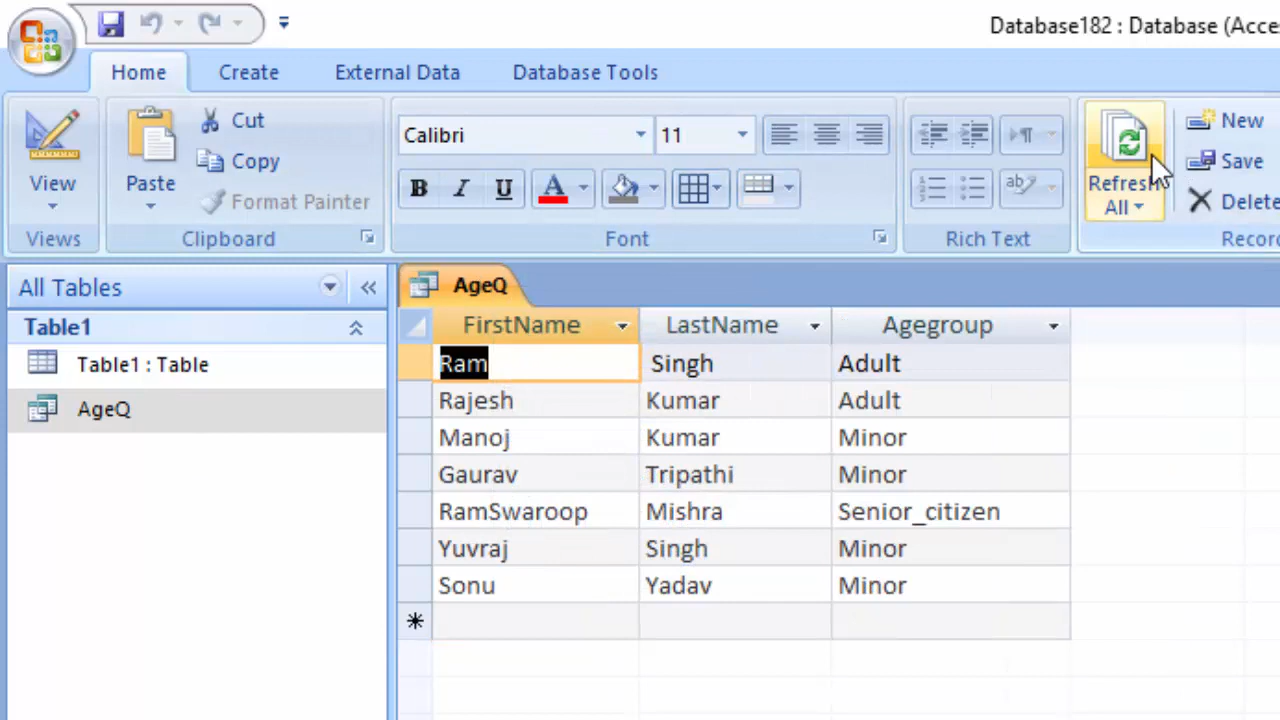 Database182 : Database (Acce
Home Create External Data Database Tools
View
Views
Paste
Cut
Copy
Format Painter
Clipboard
Calibri 11
B I U A
Font
ab
Rich Text
Refresh
All
New
Save
Delete
Recor
All Tables «
Table1
Table1 : Table
AgeQ
AgeQ
FirstName LastName Agegroup
Ram Singh Adult
Rajesh Kumar Adult
Manoj Kumar Minor
Gaurav Tripathi Minor
RamSwaroop Mishra Senior_citizen
Yuvraj Singh Minor
Sonu Yadav Minor